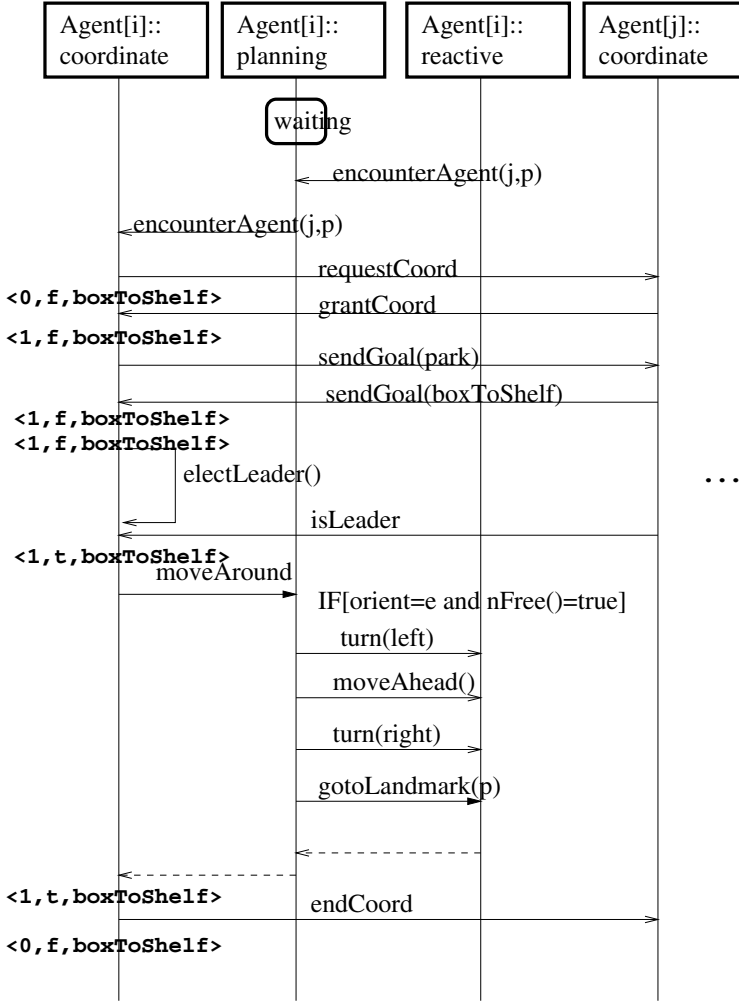 Agent[i]::
coordinate
Agent[i]::
planning
Agent[i]::
reactive
Agent[j]::
coordinate
waiting
encounterAgent(j,p)
encounterAgent(j,p)
requestCoord
<0,f,boxToShelf>
grantCoord
<1,f,boxToShelf>
sendGoal(park)
sendGoal(boxToShelf)
<1,f,boxToShelf>
<1,f,boxToShelf>
electLeader()
...
isLeader
<1,t,boxToShelf>
moveAround
IF[orient=e and nFree()=true]
turn(left)
moveAhead()
turn(right)
gotoLandmark(p)
<1,t,boxToShelf>
endCoord
<0,f,boxToShelf>